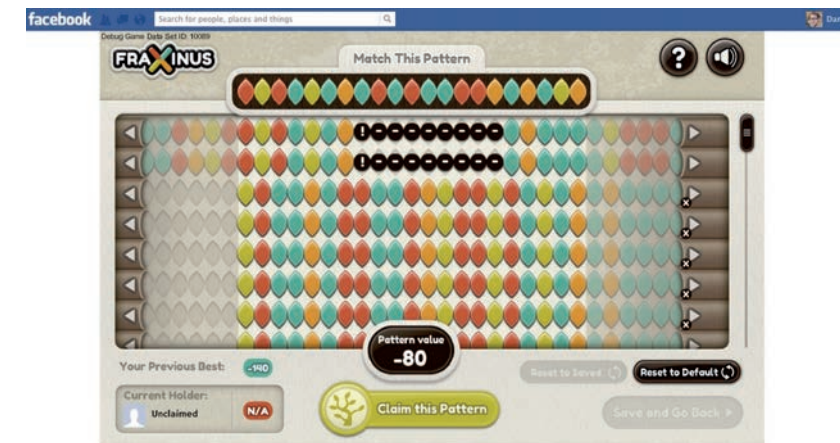 facebook
Search for people, places and things
Dan
Debug Game Data Set ID: 10089
FRAXINUS
Match This Pattern
?
Pattern value
-80
Your Previous Best: -140
Reset to Saved
Reset to Default
Current Holder:
Unclaimed
N/A
Claim this Pattern
Save and Go Back